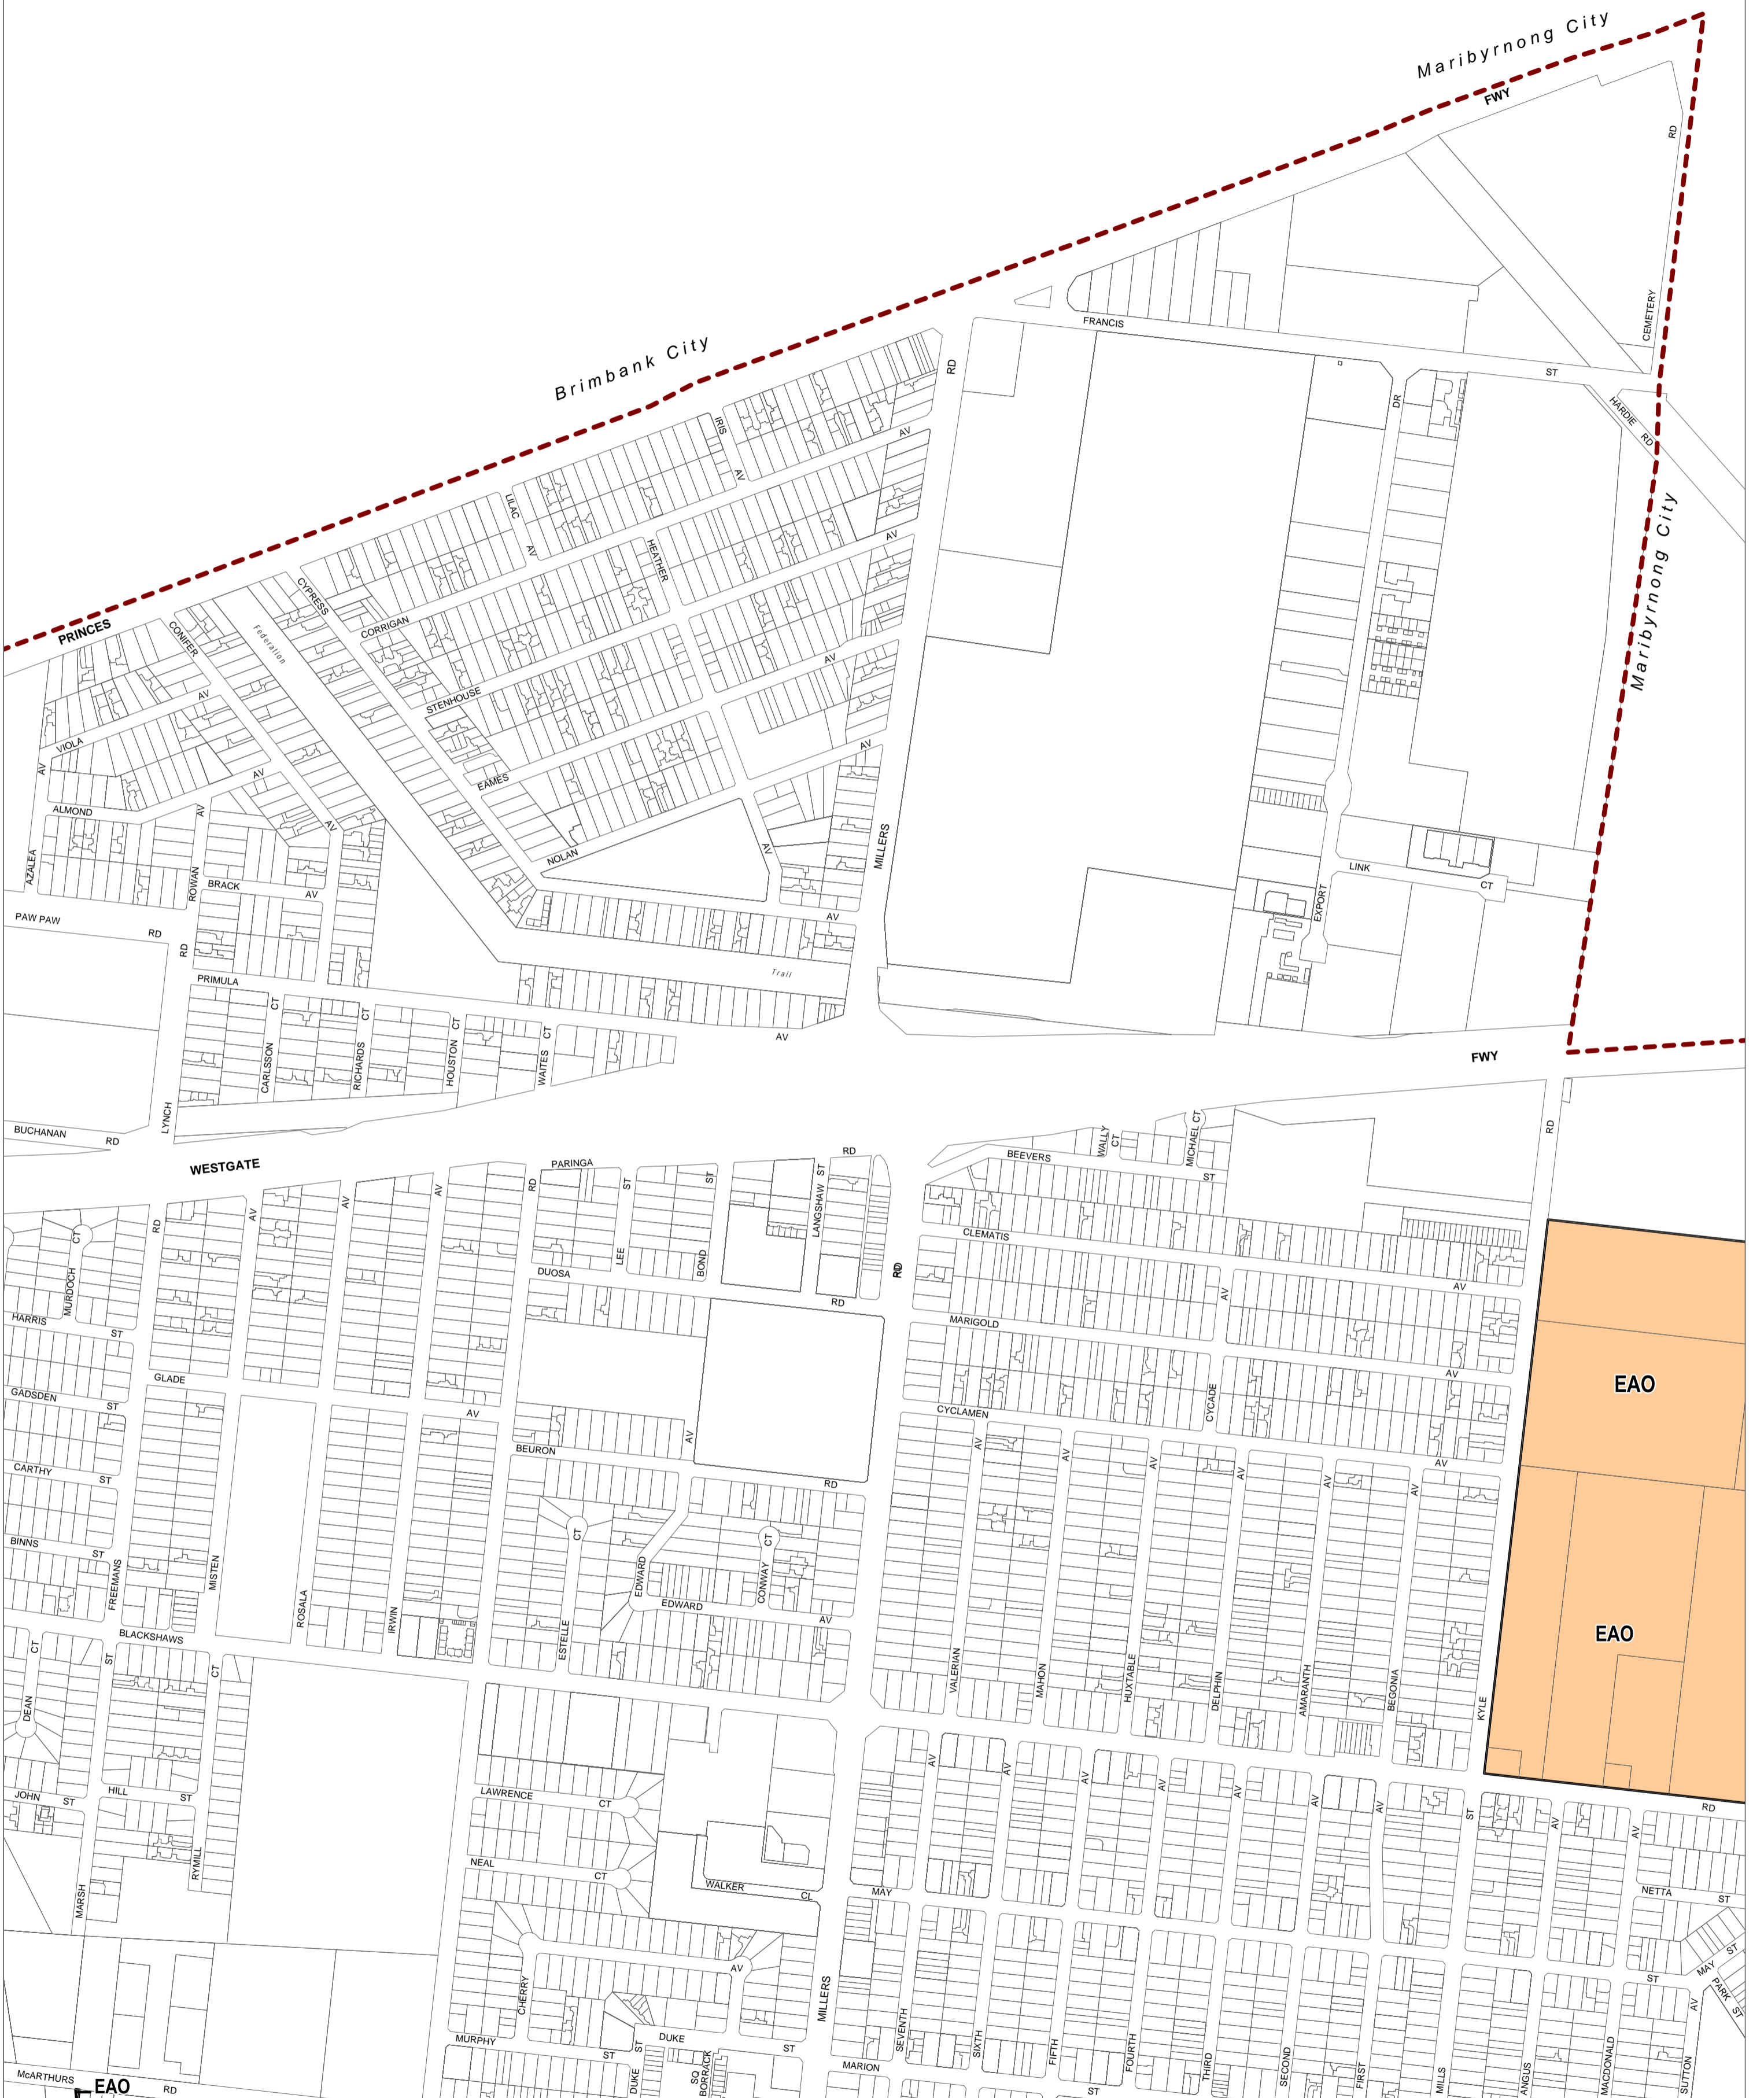 Maribyrnong City
FWY
RD
CEMETERY
FRANCIS
ST
Brimbank City
RD
DR
HARDIE RD
Maribyrnong City
IRIS
AV
AV
LILAC
AV
HEATHER
AV
CYPRESS
CORRIGAN
Federation
PRINCES
CONIFER
AV
STENHOUSE
AV
VIOLA
AV
AV
EAMES
AV
ALMOND
AV
AV
NOLAN
AV
MILLERS
AZALEA
ROWAN
BRACK
AV
LINK
CT
EXPORT
PAW PAW
RD
RD
AV
PRIMULA
Trail
CT
CT
CT
CT
AV
CARLSSON
RICHARDS
HOUSTON
WAITES
FWY
LYNCH
BUCHANAN
RD
WESTGATE
PARINGA
RD
WALLY
CT
MICHAEL CT
BEEVERS
ST
RD
RD
AV
AV
AV
RD
ST
ST
LANGSHAW ST
CT
MURDOCH
LEE
BOND
CLEMATIS
AV
DUOSA
RD
RD
AV
HARRIS
ST
MARIGOLD
AV
GLADE
GADSDEN
ST
AV
CYCADE
EAO
CYCLAMEN
AV
BEURON
AV
RD
AV
AV
AV
AV
AV
AV
CARTHY
ST
CT
CT
BINNS
ST
FREEMANS
MISTEN
ROSALA
IRWIN
ESTELLE
EDWARD
CONWAY
EDWARD
AV
VALERIAN
MAHON
HUXTABLE
DELPHIN
AMARANTH
BEGONIA
KYLE
EAO
BLACKSHAWS
CT
ST
CT
DEAN
RD
AV
AV
AV
AV
AV
AV
AV
ST
AV
AV
JOHN
ST
HILL
ST
LAWRENCE
CT
RYMILL
MARSH
NEAL
CT
WALKER
CL
MAY
NETTA
ST
CHERRY
AV
MILLERS
SEVENTH
SIXTH
FIFTH
FOURTH
THIRD
SECOND
FIRST
MILLS
ANGUS
MACDONALD
SUTTON
AV
ST
MAY
ST
PARK
ST
MURPHY
ST
DUKE
ST
ST
DUKE
SQ
BORRACK
MARION
ST
McARTHURS
RD
EAO